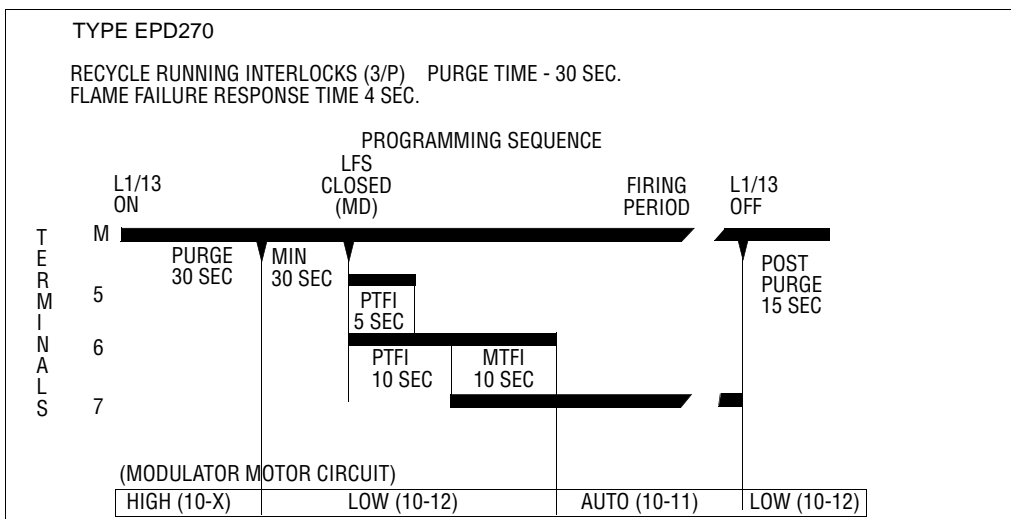 TYPE EPD270
RECYCLE RUNNING INTERLOCKS (3/P) PURGE TIME - 30 SEC.
FLAME FAILURE RESPONSE TIME 4 SEC.
PROGRAMMING SEQUENCE
L1/13
ON
LFS
CLOSED
(MD)
FIRING
PERIOD
L1/13
OFF
TERMINALS
M
PURGE
30 SEC
MIN
30 SEC
POST
PURGE
15 SEC
5
PTFI
5 SEC
6
PTFI
10 SEC
MTFI
10 SEC
7
(MODULATOR MOTOR CIRCUIT)
HIGH (10-X) LOW (10-12) AUTO (10-11) LOW (10-12)